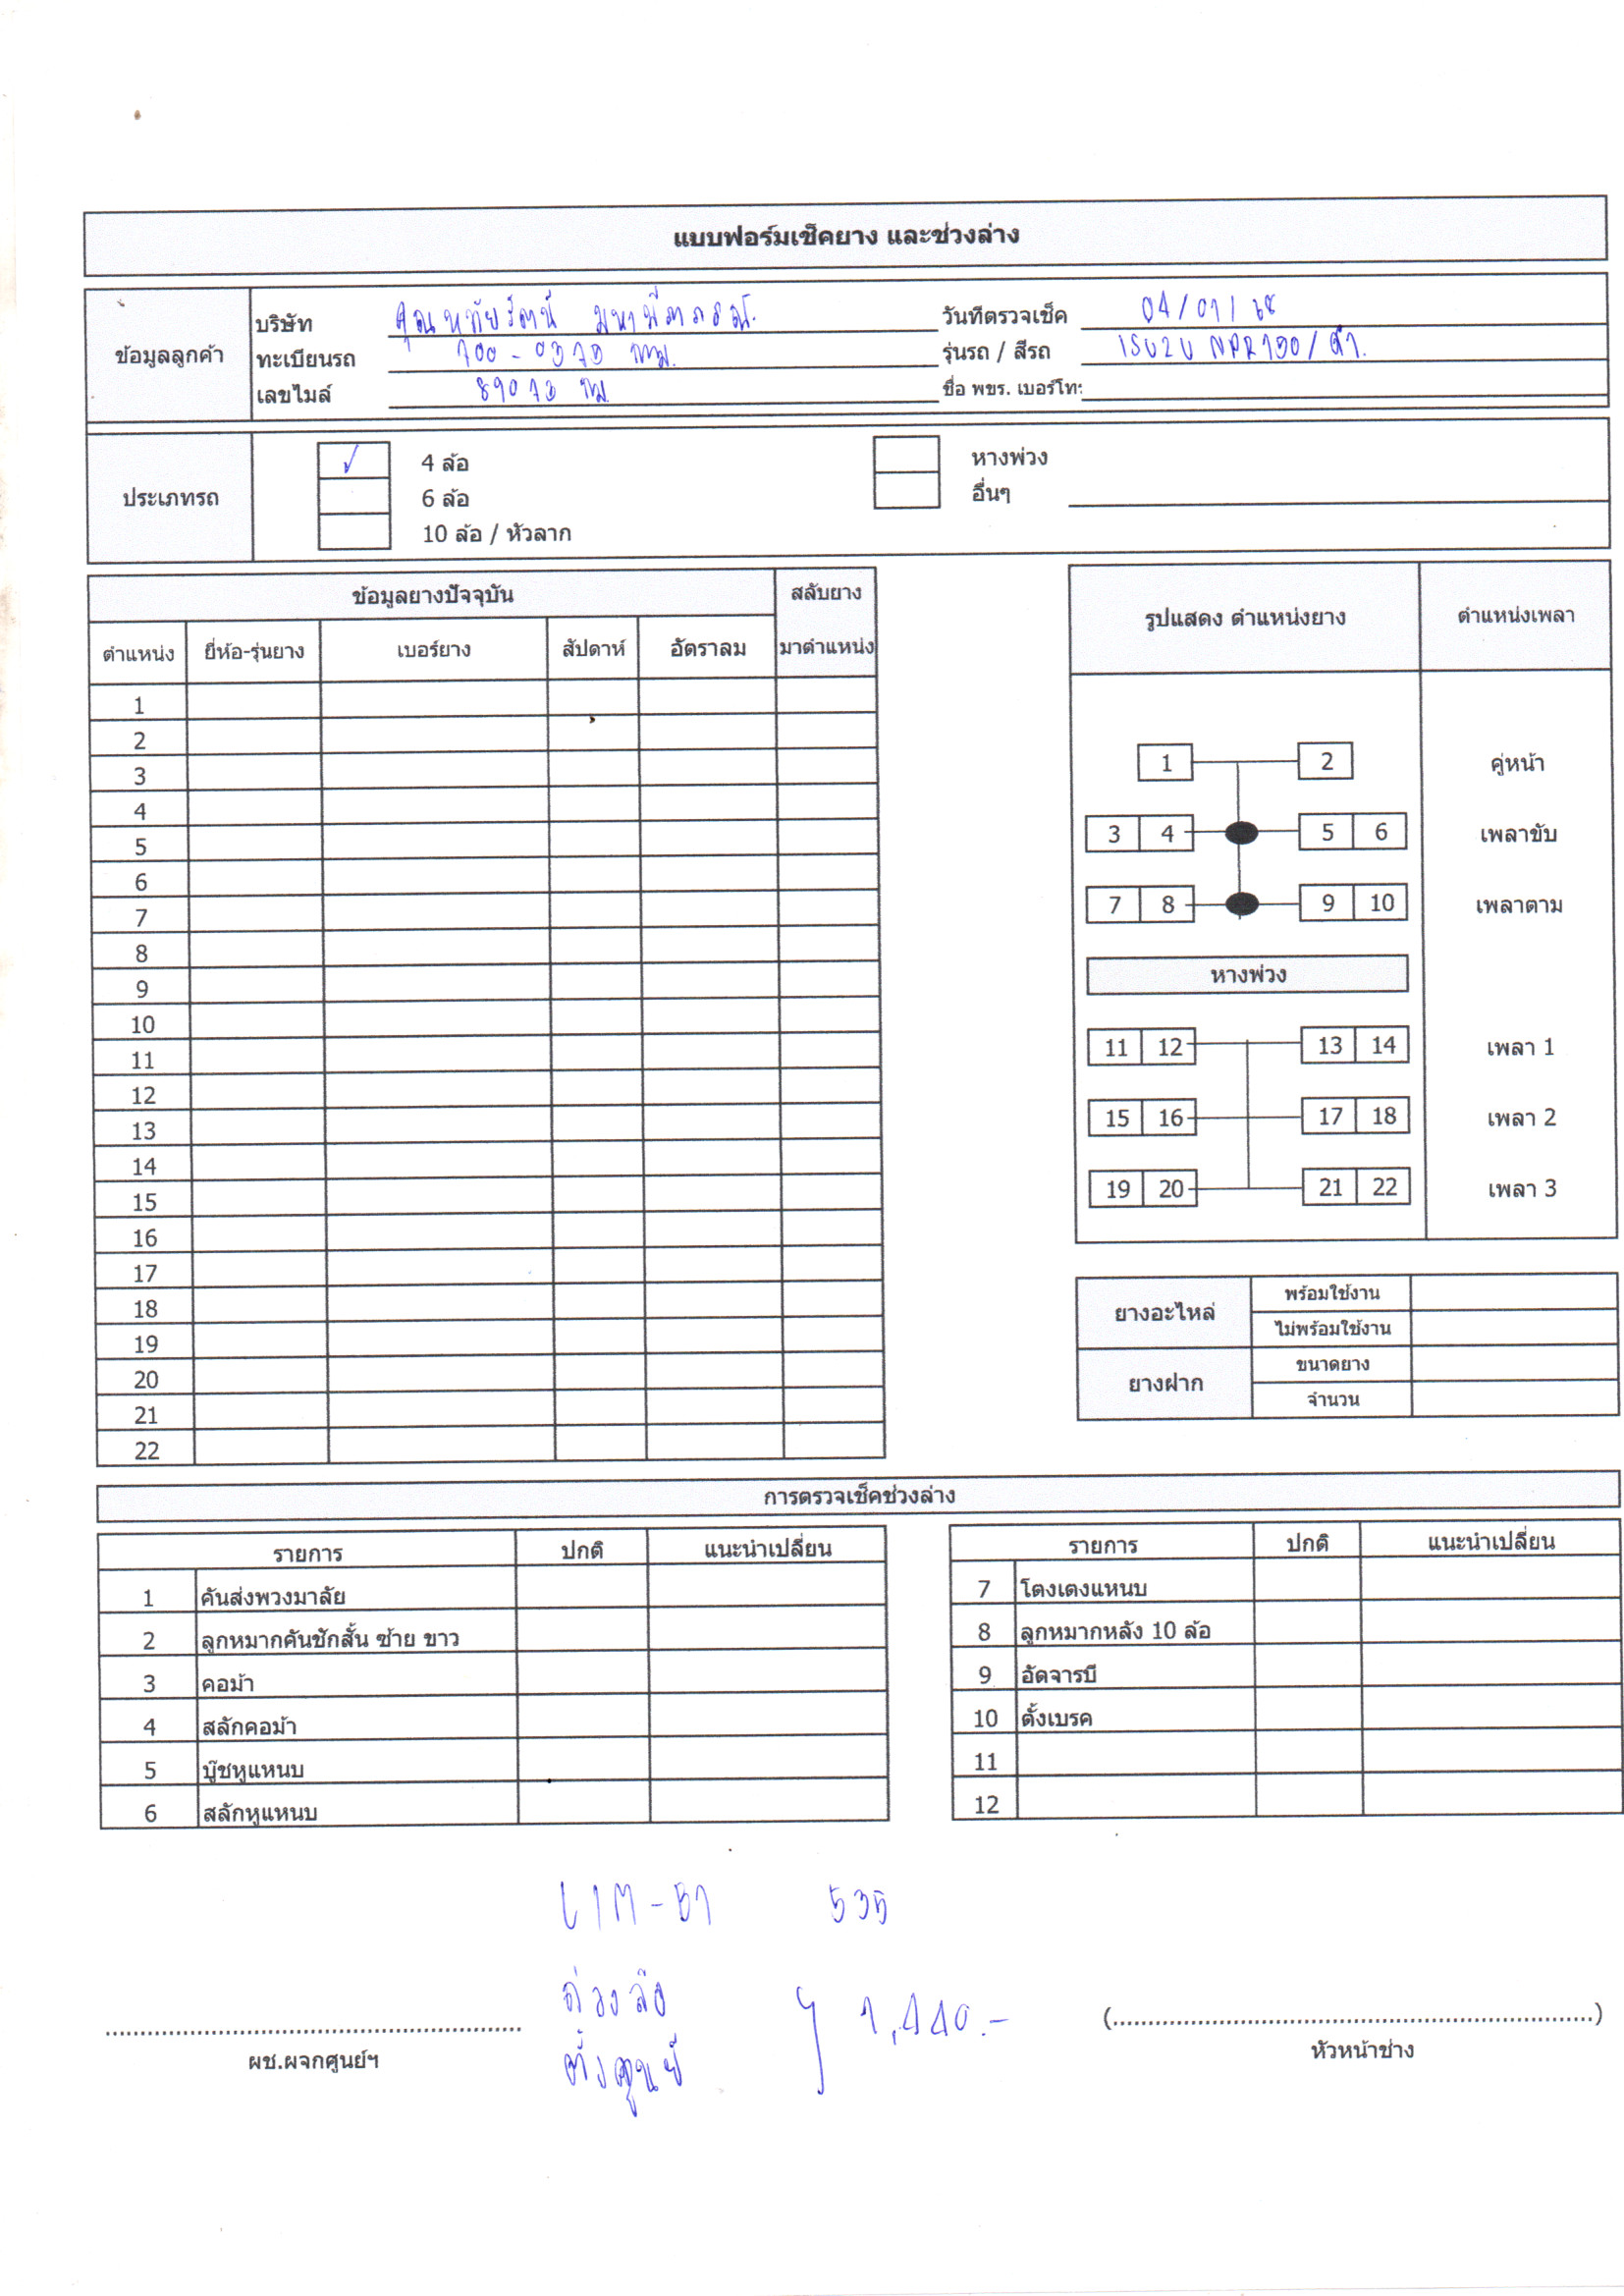 แบบฟอร์มเช็คยาง และช่วงล่าง
ข้อมูลลูกค้า
บริษัท คุณหทัยรัตน์ วันที่ตรวจเช็ค 04/01/68
ทะเบียนรถ กทม. รุ่นรถ / สีรถ ISUZU
เลขไมล์ ชื่อ พขร. เบอร์โทร
ประเภทรถ
✓ 4 ล้อ หางพ่วง
6 ล้อ อื่นๆ
10 ล้อ / หัวลาก
ข้อมูลยางปัจจุบัน สลับยาง
ตำแหน่ง ยี่ห้อ-รุ่นยาง เบอร์ยาง สัปดาห์ อัตราลม มาตำแหน่ง
1
2
3
4
5
6
7
8
9
10
11
12
13
14
15
16
17
18
19
20
21
22
รูปแสดง ตำแหน่งยาง ตำแหน่งเพลา
1 2 คู่หน้า
3 4 5 6 เพลาขับ
7 8 9 10 เพลาตาม
หางพ่วง
11 12 13 14 เพลา 1
15 16 17 18 เพลา 2
19 20 21 22 เพลา 3
ยางอะไหล่ พร้อมใช้งาน
ไม่พร้อมใช้งาน
ยางฝาก ขนาดยาง
จำนวน
การตรวจเช็คช่วงล่าง
รายการ ปกติ แนะนำเปลี่ยน
1 คันส่งพวงมาลัย
2 ลูกหมากคันชักสั้น ซ้าย ขาว
3 คอม้า
4 สลักคอม้า
5 บู๊ชหูแหนบ
6 สลักหูแหนบ
รายการ ปกติ แนะนำเปลี่ยน
7 โตงเตงแหนบ
8 ลูกหมากหลัง 10 ล้อ
9 อัดจารบี
10 ตั้งเบรค
11
12
535
ถ่วงล้อ
ตั้งศูนย์ 1,440.-
ผช.ผจกศูนย์ฯ
(..........)
หัวหน้าช่าง